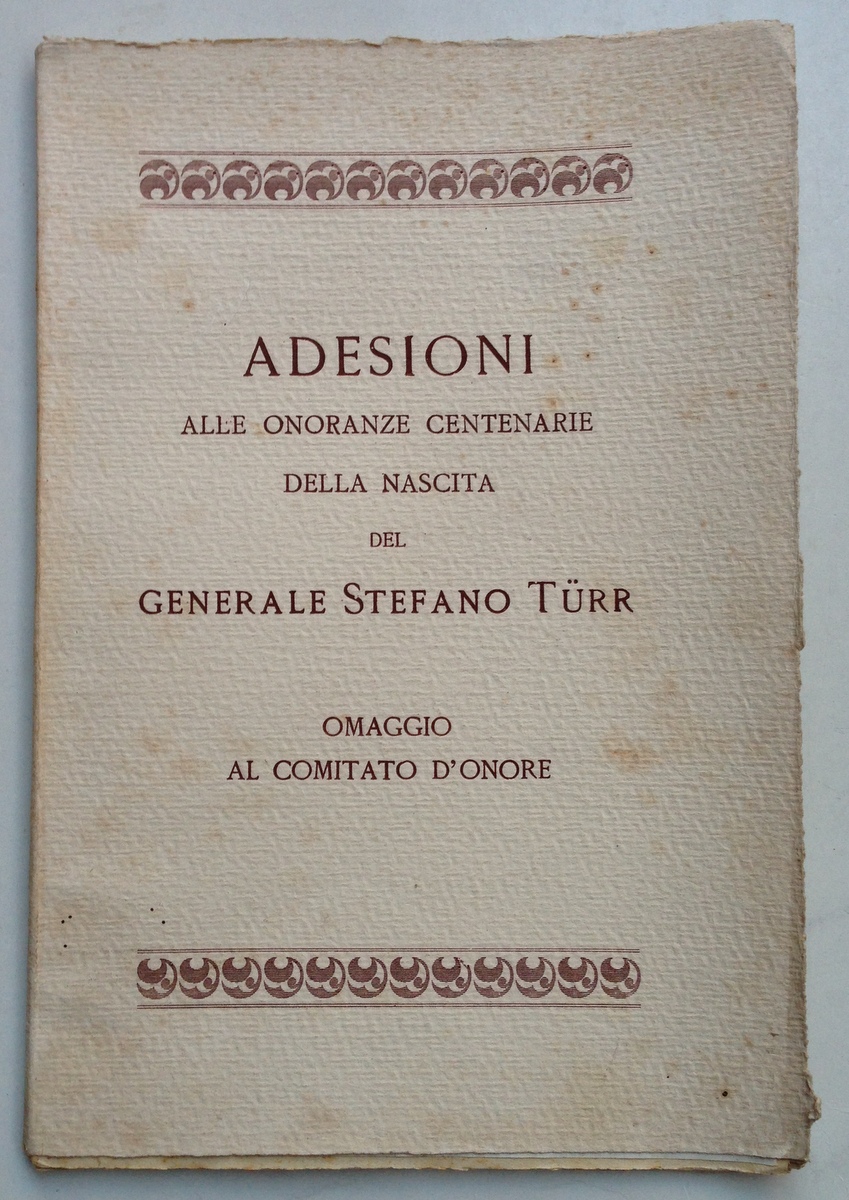 ADESIONI
ALLE ONORANZE CENTENARIE
DELLA NASCITA
DEL
GENERALE STEFANO TÜRR
OMAGGIO
AL COMITATO D'ONORE